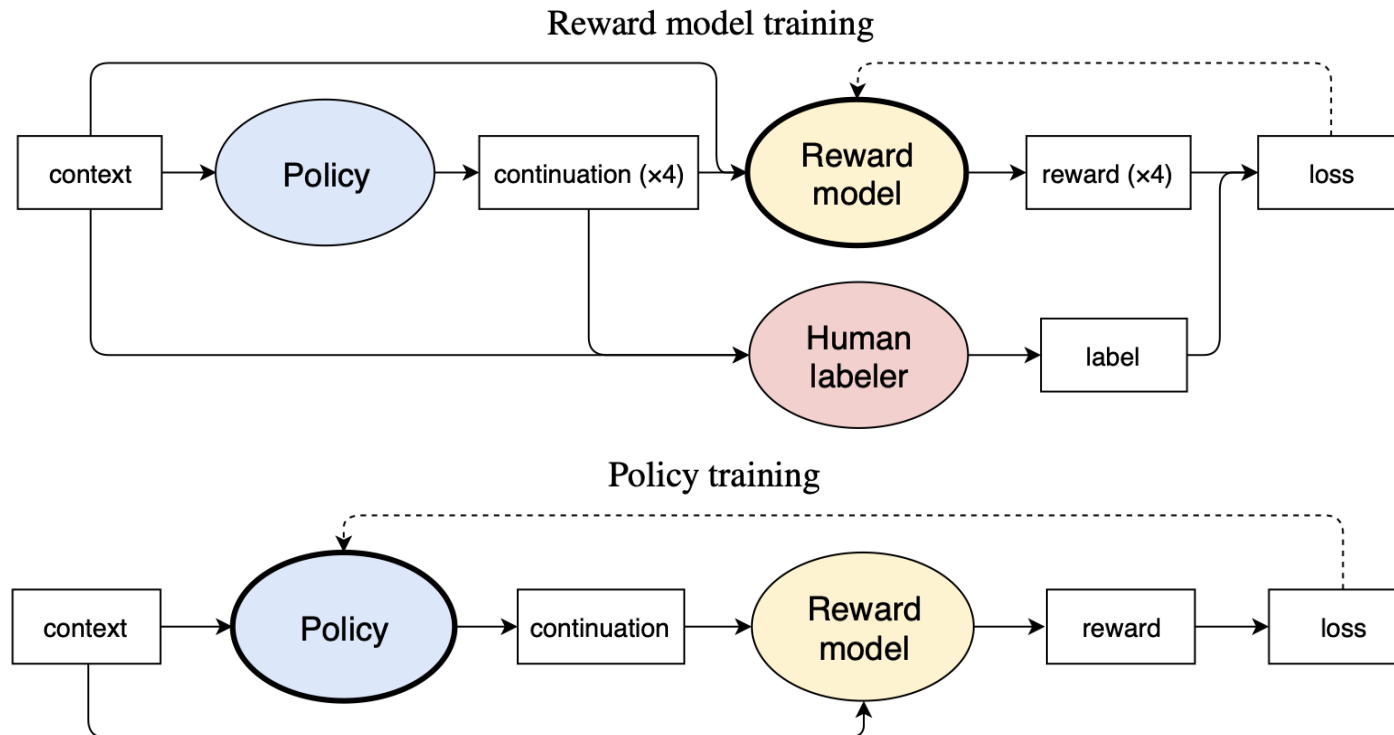 Reward model training
context
Policy
continuation (×4)
Reward
model
reward (×4)
loss
Human
labeler
label
Policy training
context
Policy
continuation
Reward
model
reward
loss